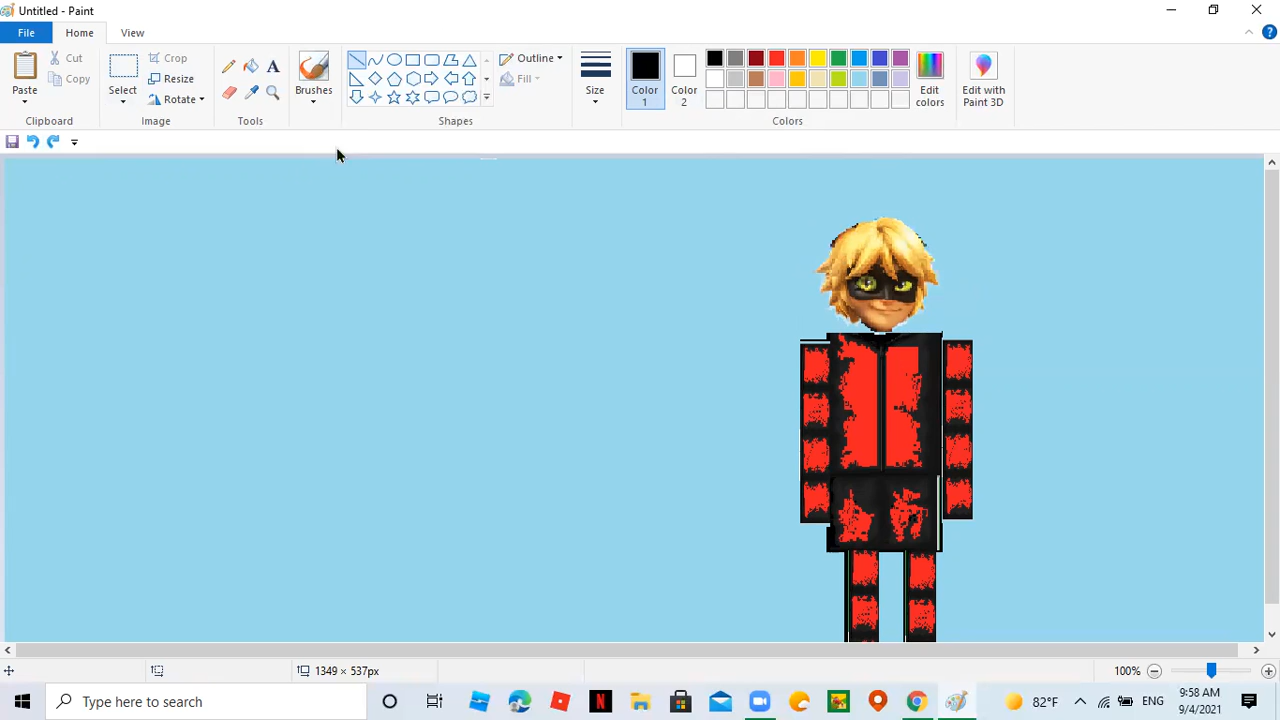 Untitled - Paint
File Home View
Paste
Cut
Copy
Clipboard
Select
Crop
Resize
Rotate
Image
A
Tools
Brushes
Shapes
Outline
Fill
Size
Color 1
Color 2
Colors
Edit colors
Edit with Paint 3D
1349 × 537px
100%
Type here to search
N
82°F
ENG
9:58 AM
9/4/2021